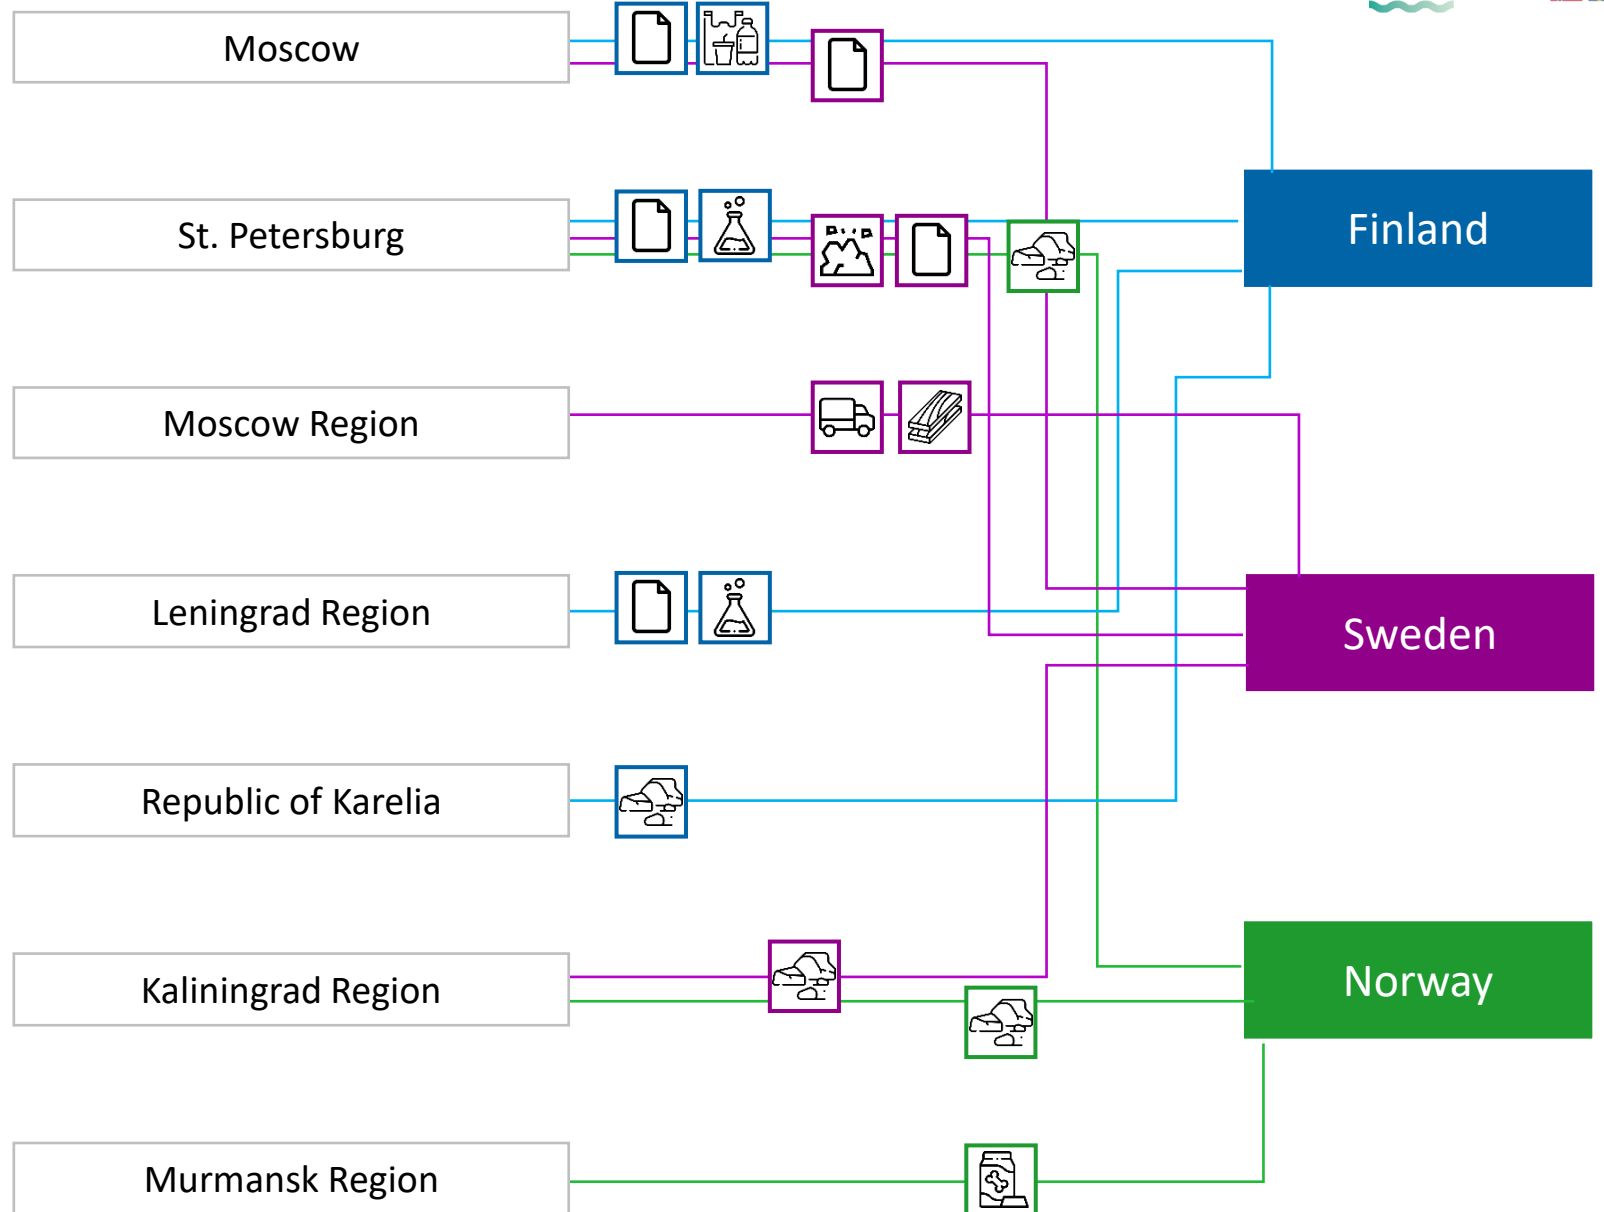 Moscow
St. Petersburg
Finland
Moscow Region
Leningrad Region
Sweden
Republic of Karelia
Kaliningrad Region
Norway
Murmansk Region